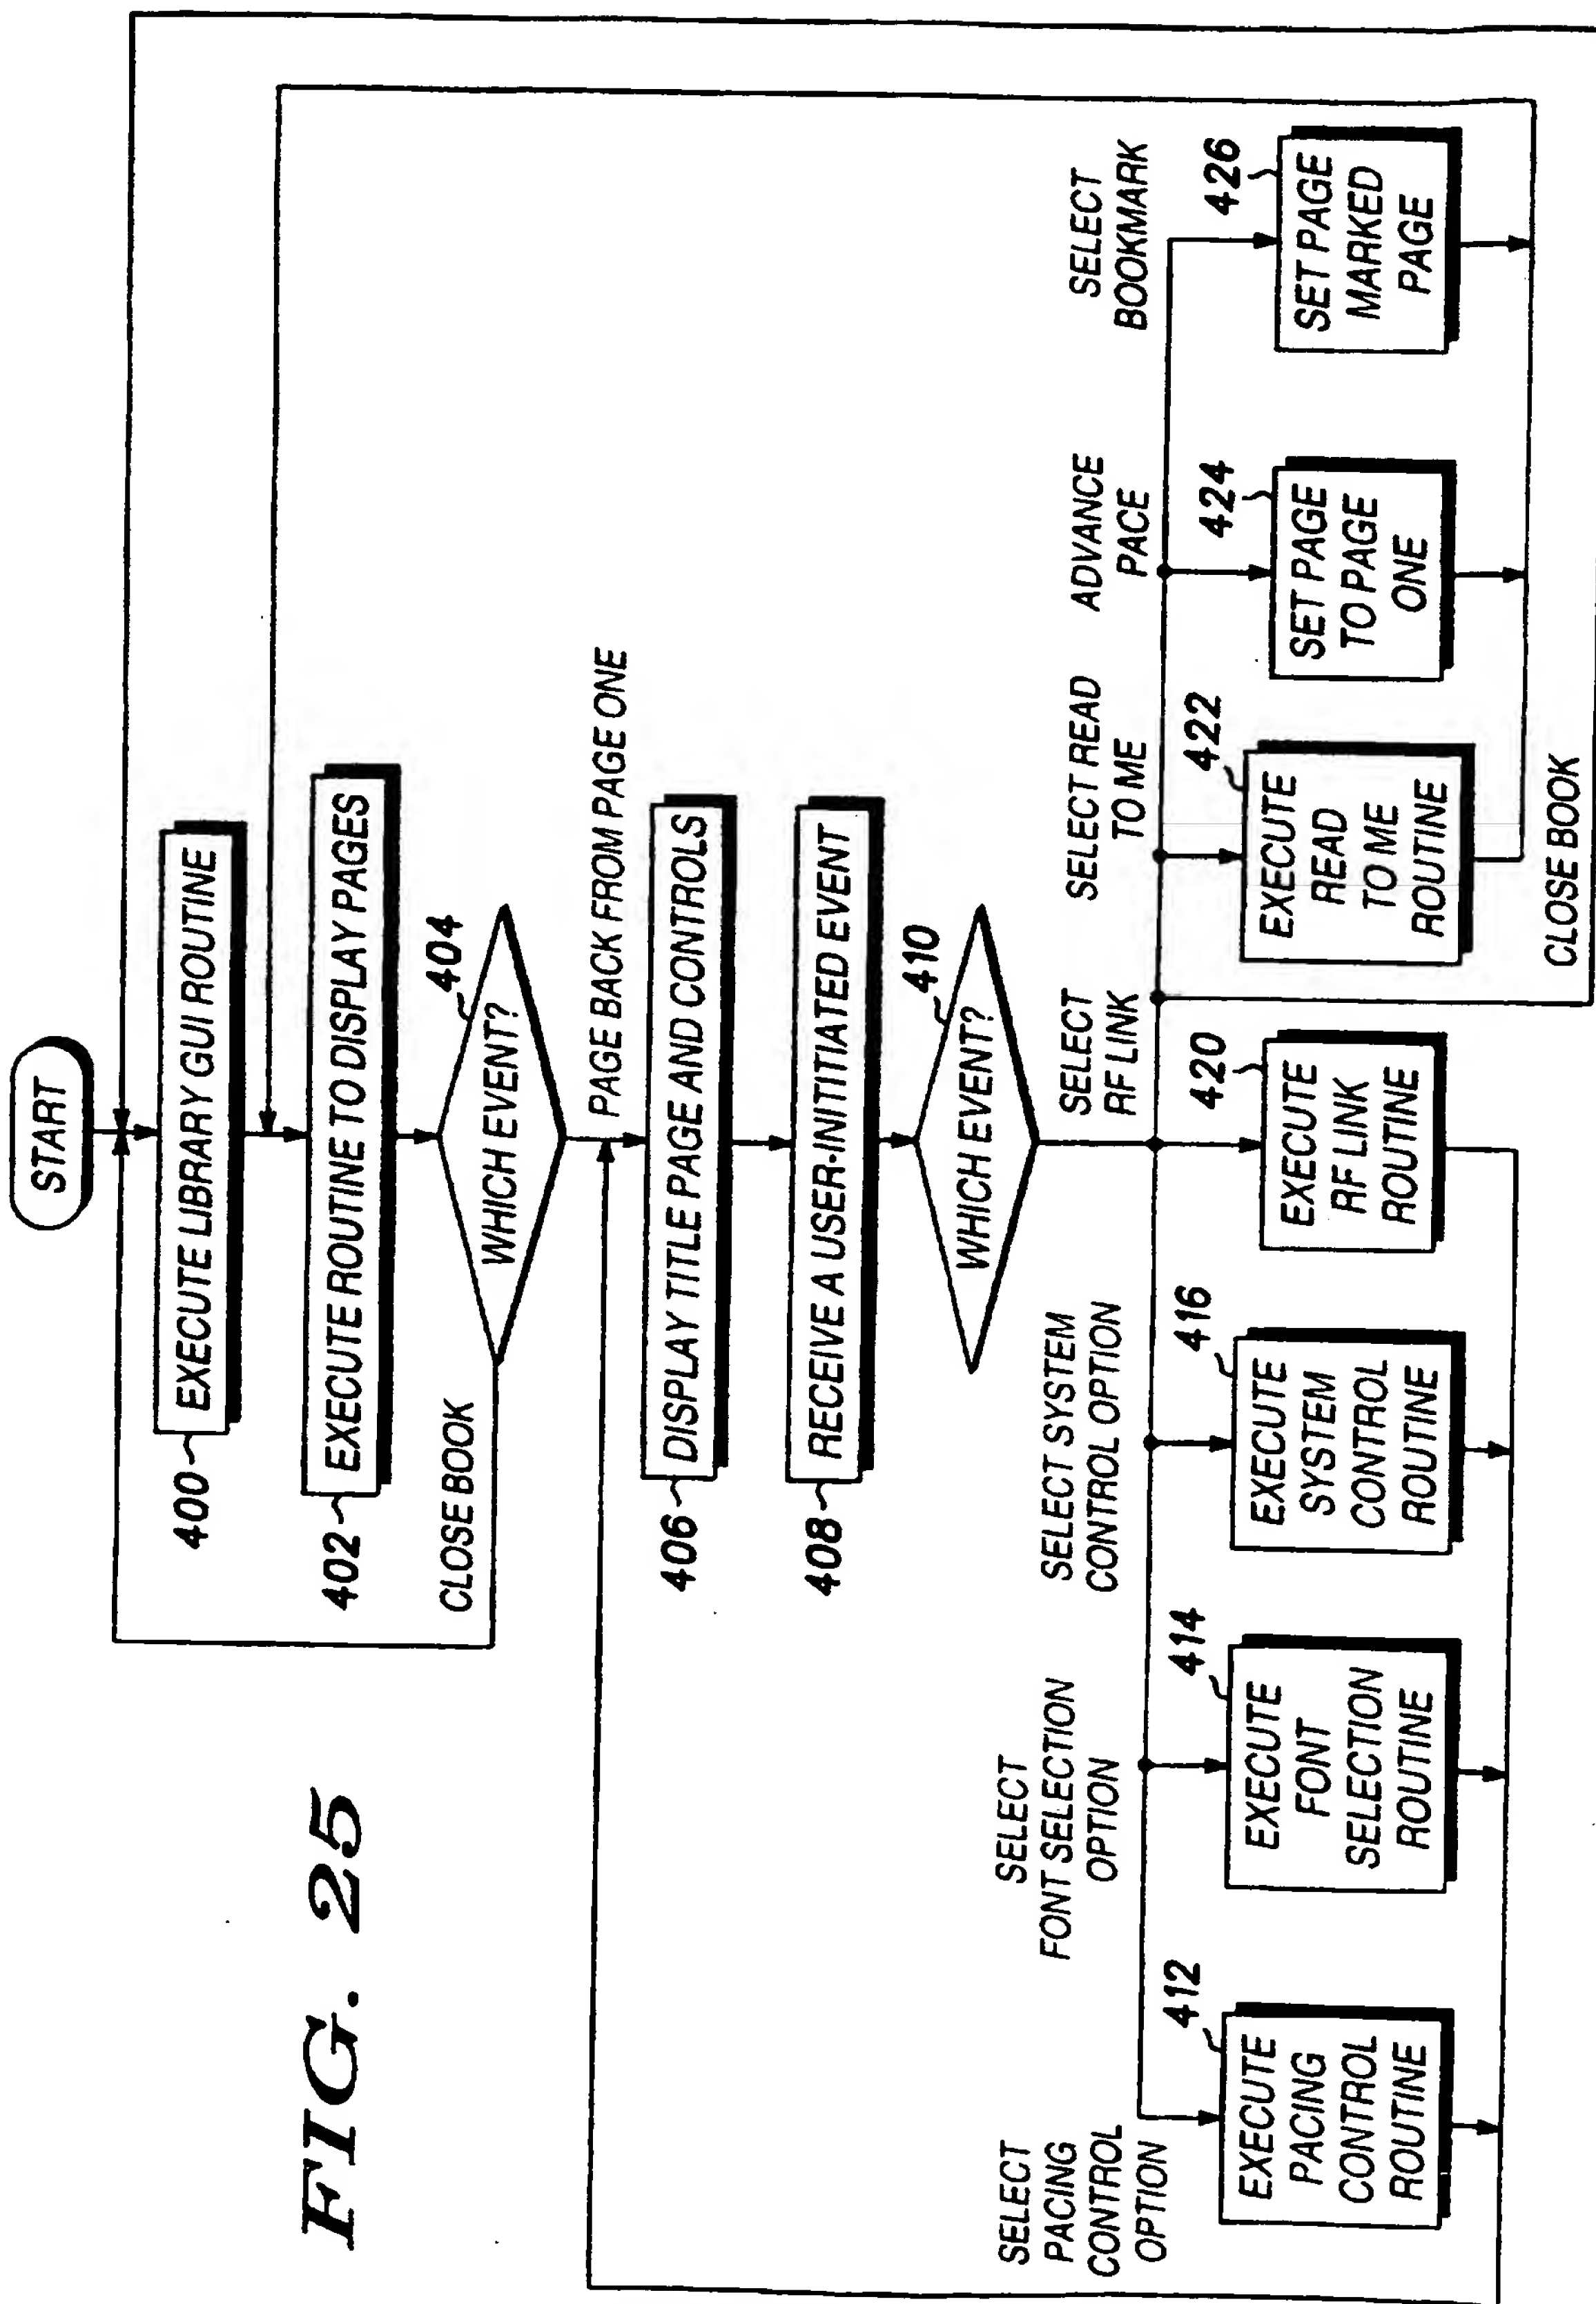 FIG. 25
START
400
EXECUTE LIBRARY GUI ROUTINE
402
EXECUTE ROUTINE TO DISPLAY PAGES
404
WHICH EVENT?
CLOSE BOOK
PAGE BACK FROM PAGE ONE
406
DISPLAY TITLE PAGE AND CONTROLS
408
RECEIVE A USER-INITITIATED EVENT
410
WHICH EVENT?
SELECT
PACING
CONTROL
OPTION
412
EXECUTE
PACING
CONTROL
ROUTINE
SELECT
FONT SELECTION
OPTION
414
EXECUTE
FONT
SELECTION
ROUTINE
SELECT SYSTEM
CONTROL OPTION
416
EXECUTE
SYSTEM
CONTROL
ROUTINE
SELECT
RF LINK
420
EXECUTE
RF LINK
ROUTINE
SELECT READ
TO ME
422
EXECUTE
READ
TO ME
ROUTINE
ADVANCE
PACE
424
SET PAGE
TO PAGE
ONE
SELECT
BOOKMARK
426
SET PAGE
MARKED
PAGE
CLOSE BOOK